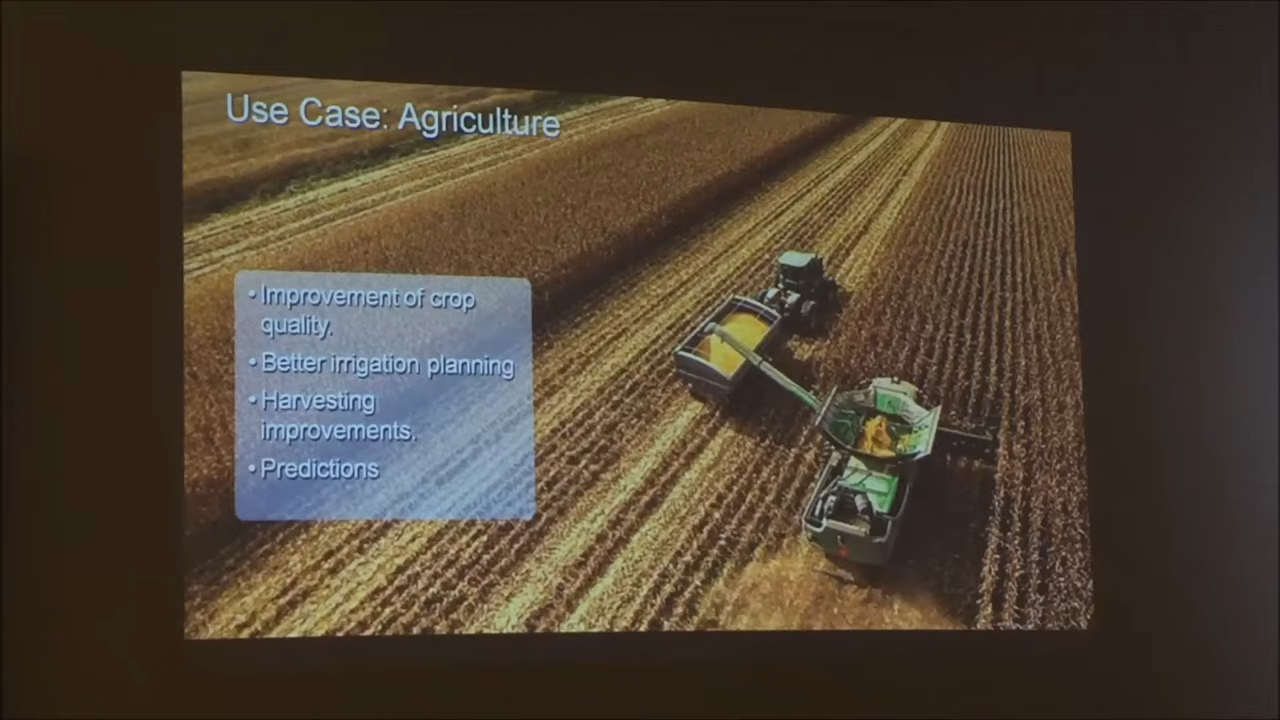 Use Case: Agriculture
• Improvement of crop
quality.
• Better irrigation planning
• Harvesting
improvements.
• Predictions